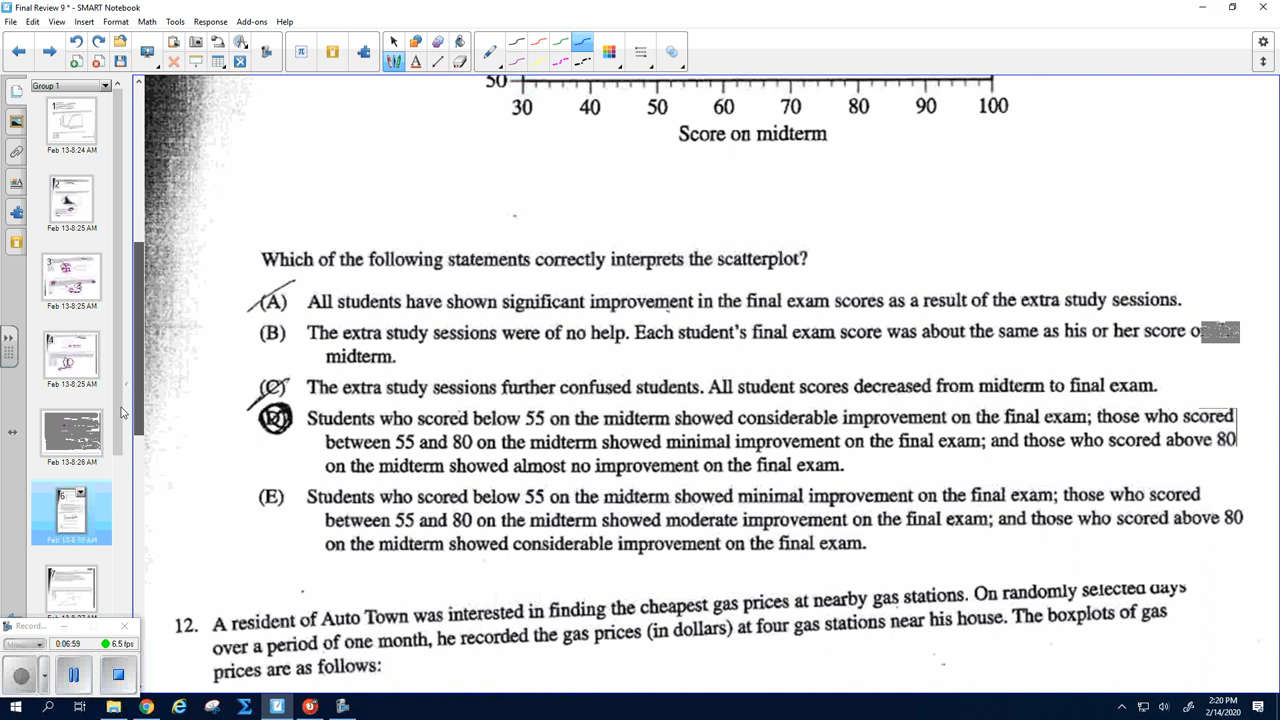 Final Review 9 * - SMART Notebook
File Edit View Insert Format Math Tools Response Add-ons Help
Group 1
1
Feb 13-8:24 AM
2
Feb 13-8:25 AM
3
Feb 13-8:25 AM
4
Feb 13-8:25 AM
Feb 13-8:26 AM
6
7
50
30 40 50 60 70 80 90 100
Score on midterm
Which of the following statements correctly interprets the scatterplot?
(A) All students have shown significant improvement in the final exam scores as a result of the extra study sessions.
(B) The extra study sessions were of no help. Each student's final exam score was about the same as his or her score
midterm.
(C) The extra study sessions further confused students. All student scores decreased from midterm to final exam.
(D) Students who scored below 55 on the midterm showed considerable improvement on the final exam; those who scored
between 55 and 80 on the midterm showed minimal improvement on the final exam; and those who scored above 80
on the midterm showed almost no improvement on the final exam.
(E) Students who scored below 55 on the midterm showed minimal improvement on the final exam; those who scored
between 55 and 80 on the midterm showed moderate improvement on the final exam; and those who scored above 80
on the midterm showed considerable improvement on the final exam.
12. A resident of Auto Town was interested in finding the cheapest gas prices at nearby gas stations. On randomly selected days
over a period of one month, he recorded the gas prices (in dollars) at four gas stations near his house. The boxplots of gas
prices are as follows:
Record...
Menu
0:06:59
6.5 fps
2:20 PM
2/14/2020